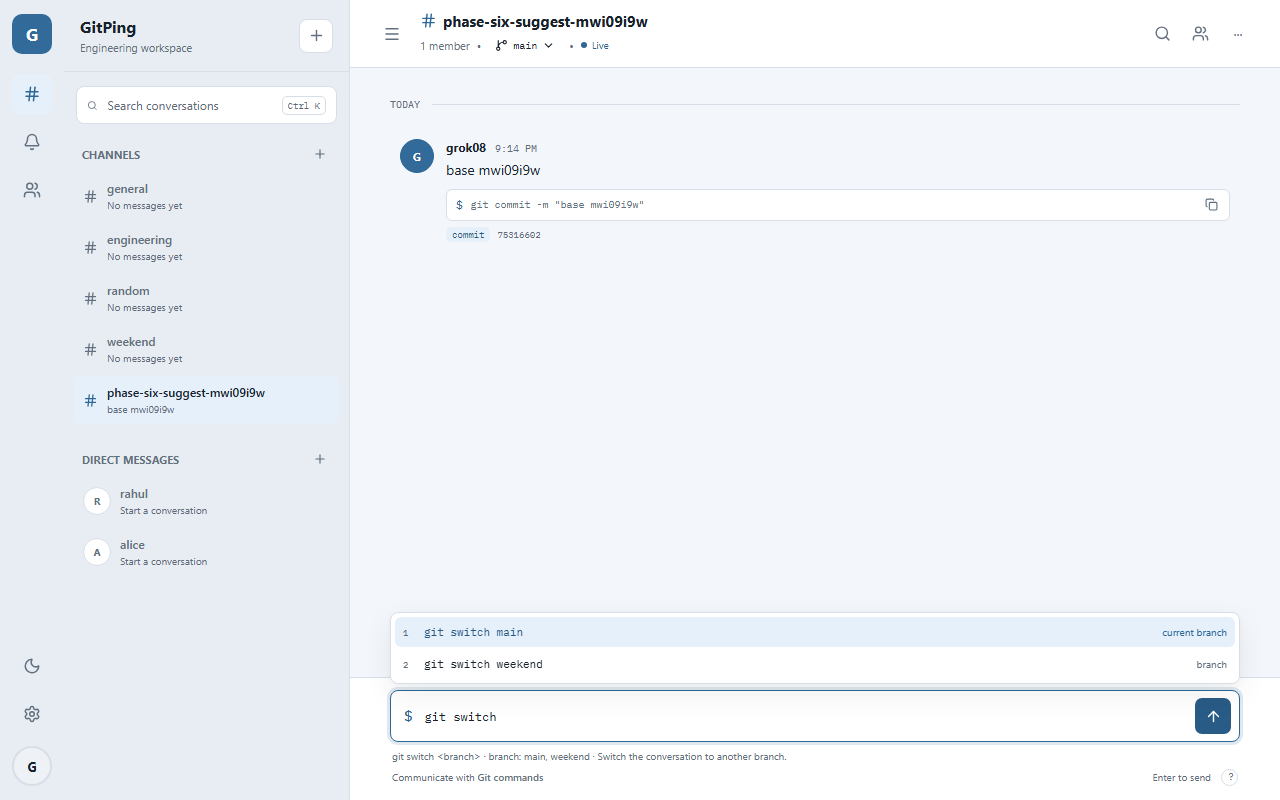 G
GitPing
Engineering workspace
Search conversations
Ctrl K
CHANNELS
general
No messages yet
engineering
No messages yet
random
No messages yet
weekend
No messages yet
phase-six-suggest-mwi09i9w
base mwi09i9w
DIRECT MESSAGES
R
rahul
Start a conversation
A
alice
Start a conversation
G
# phase-six-suggest-mwi09i9w
1 member • main • Live
TODAY
G
grok08 9:14 PM
base mwi09i9w
$ git commit -m "base mwi09i9w"
commit 75316602
1 git switch main current branch
2 git switch weekend branch
$ git switch
git switch <branch> · branch: main, weekend · Switch the conversation to another branch.
Communicate with Git commands
Enter to send ?